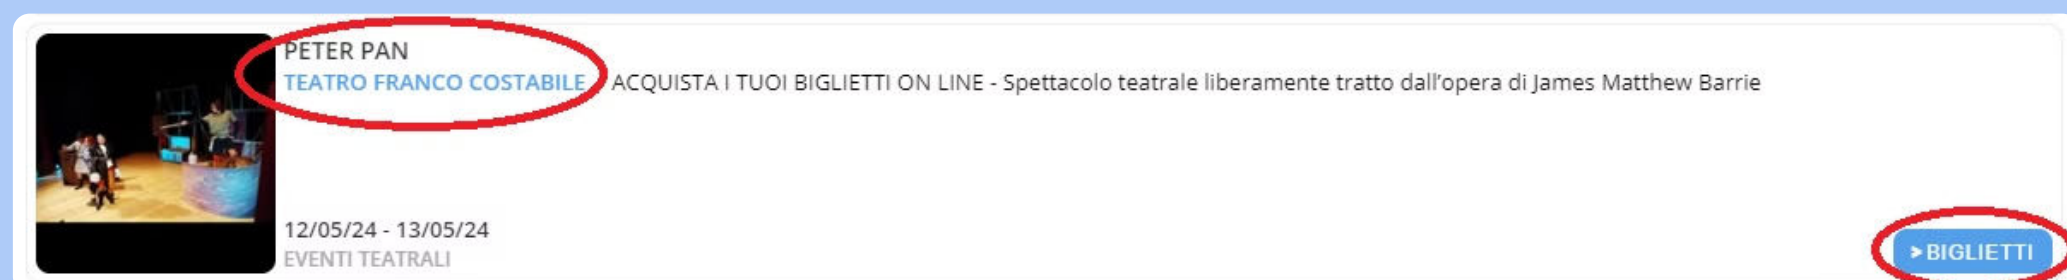 PETER PAN
TEATRO FRANCO COSTABILE ACQUISTA I TUOI BIGLIETTI ON LINE - Spettacolo teatrale liberamente tratto dall'opera di James Matthew Barrie
12/05/24 - 13/05/24
EVENTI TEATRALI
> BIGLIETTI